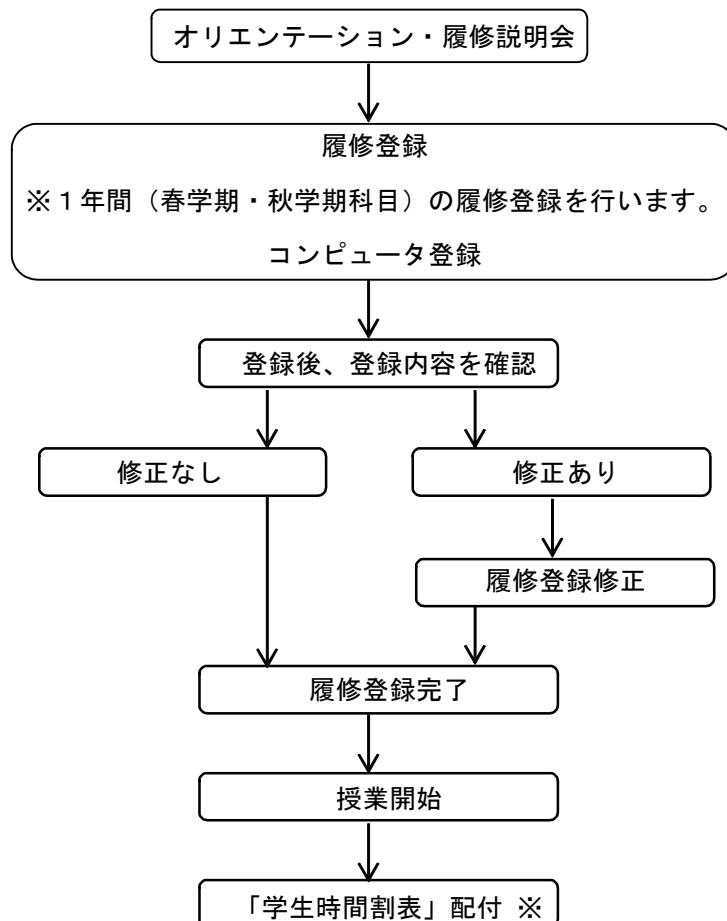 オリエンテーション・履修説明会
履修登録
※１年間（春学期・秋学期科目）の履修登録を行います。
コンピュータ登録
登録後、登録内容を確認
修正なし
修正あり
履修登録修正
履修登録完了
授業開始
「学生時間割表」配付 ※